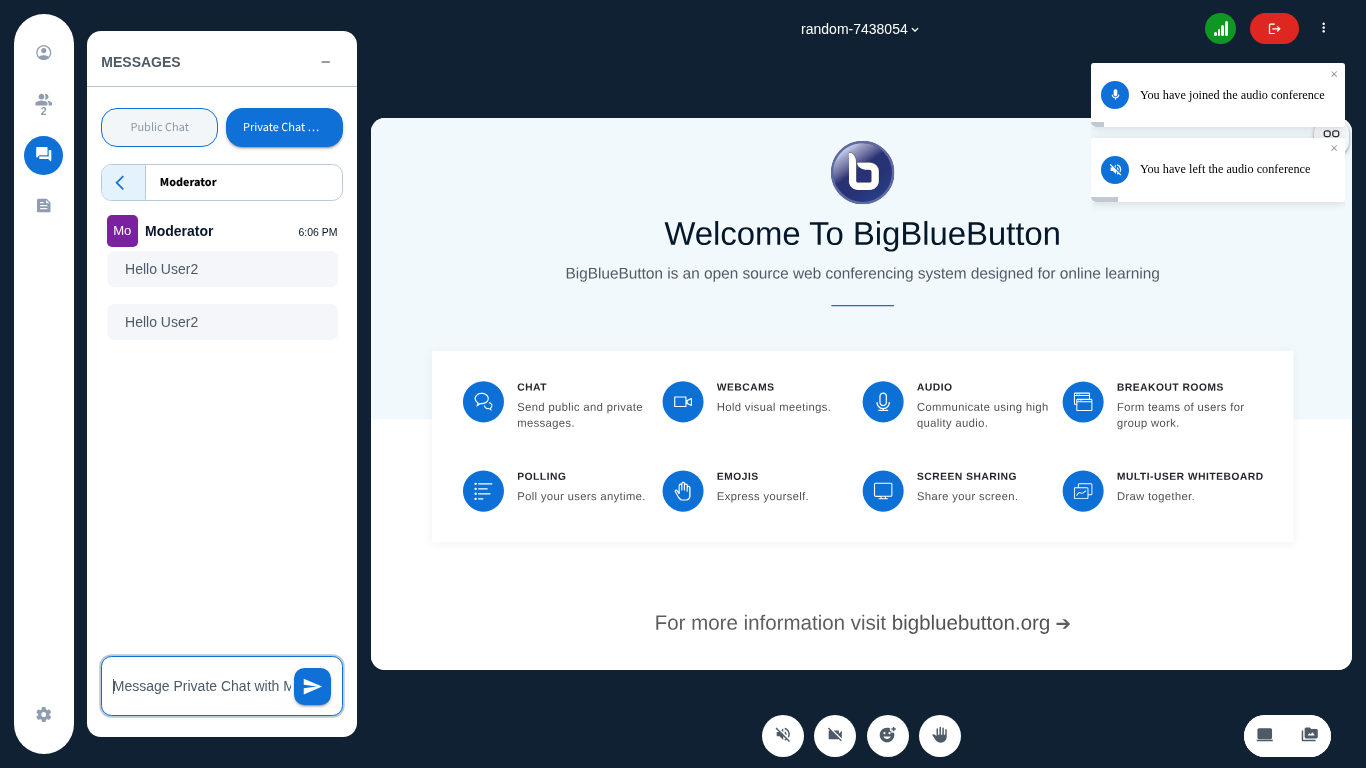 random-7438054
MESSAGES
2
Public Chat
Private Chat ...
Moderator
Mo
Moderator
6:06 PM
Hello User2
Hello User2
Message Private Chat with M
You have joined the audio conference
You have left the audio conference
Welcome To BigBlueButton
BigBlueButton is an open source web conferencing system designed for online learning
CHAT
Send public and private
messages.
WEBCAMS
Hold visual meetings.
AUDIO
Communicate using high
quality audio.
BREAKOUT ROOMS
Form teams of users for
group work.
POLLING
Poll your users anytime.
EMOJIS
Express yourself.
SCREEN SHARING
Share your screen.
MULTI-USER WHITEBOARD
Draw together.
For more information visit bigbluebutton.org ➔